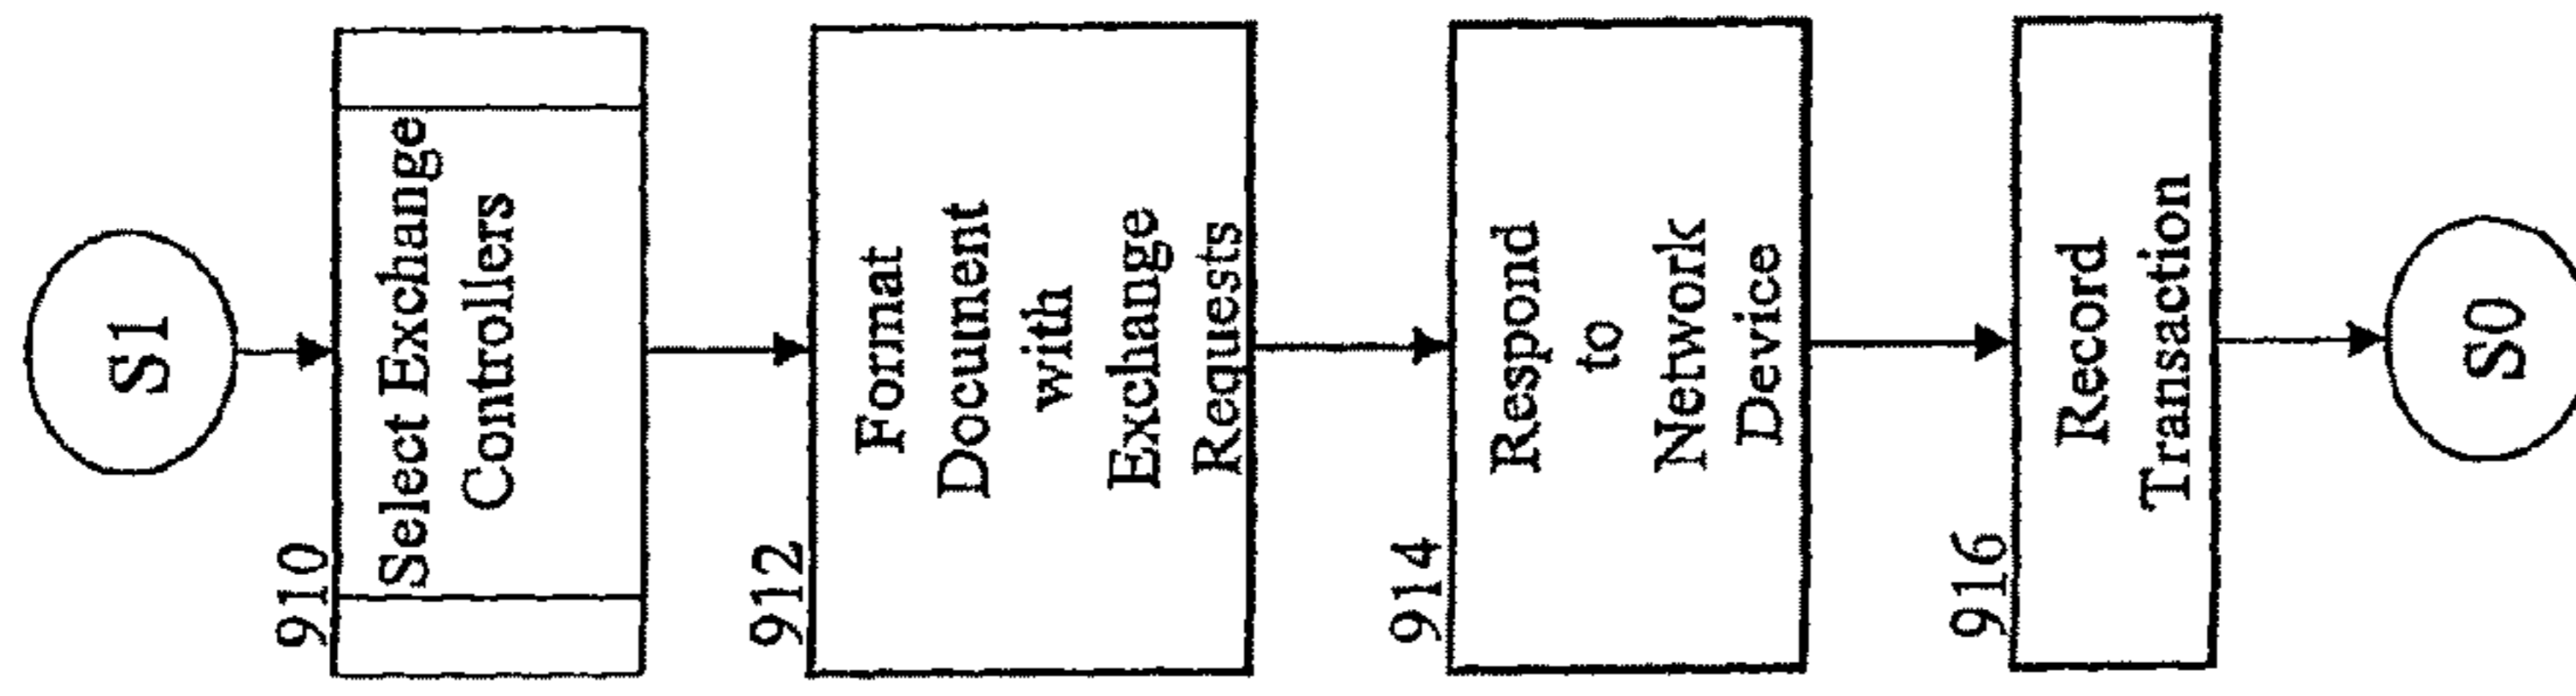 S1
910
Select Exchange
Controllers
912
Format
Document
with
Exchange
Requests
914
Respond
to
Network
Device
916
Record
Transaction
S0